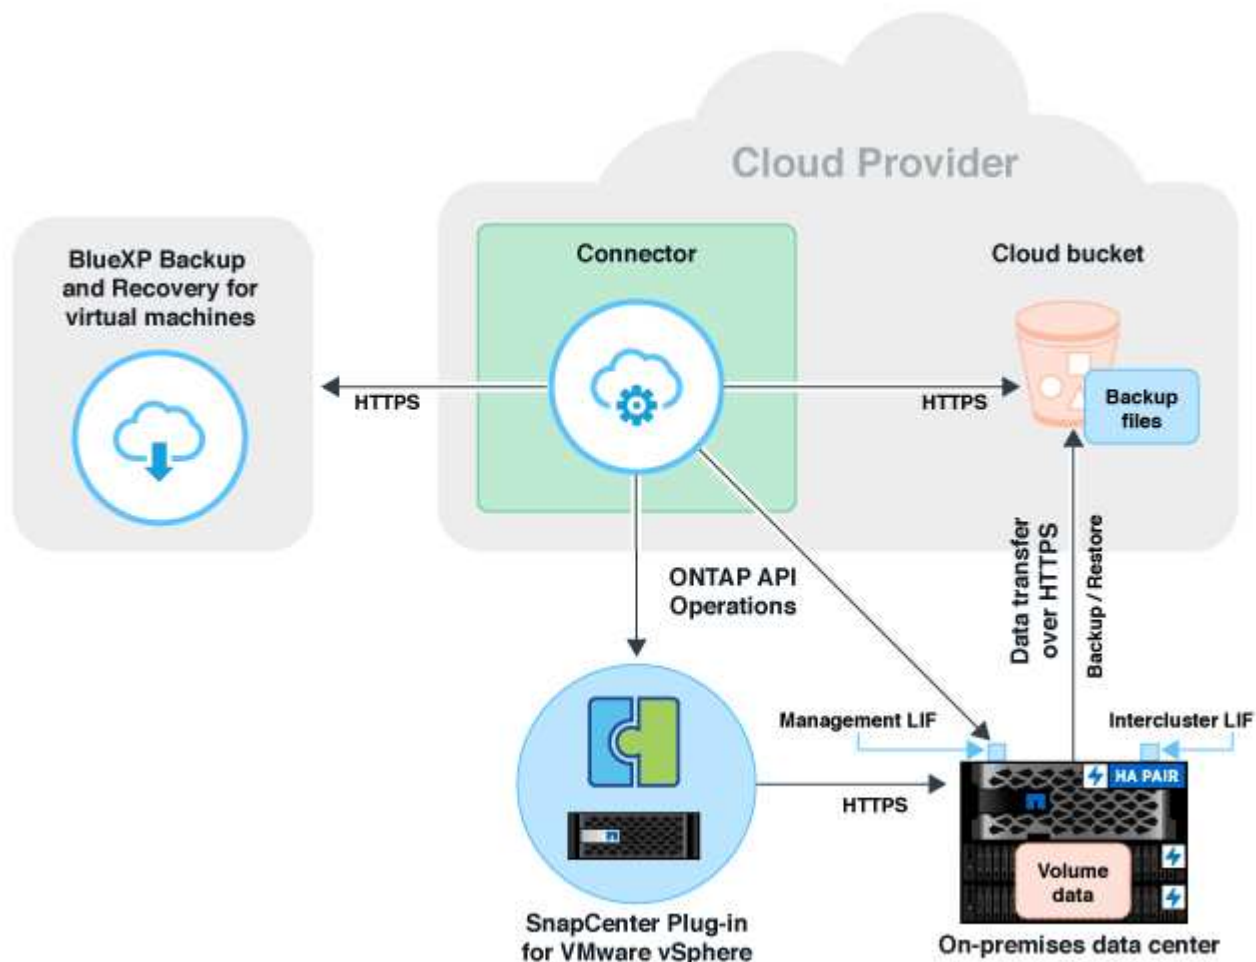 Cloud Provider
BlueXP Backup
and Recovery for
virtual machines
Connector
Cloud bucket
HTTPS
HTTPS
Backup
files
ONTAP API
Operations
Data transfer
over HTTPS
Backup / Restore
Management LIF
Intercluster LIF
HTTPS
HA PAIR
Volume
data
SnapCenter Plug-in
for VMware vSphere
On-premises data center